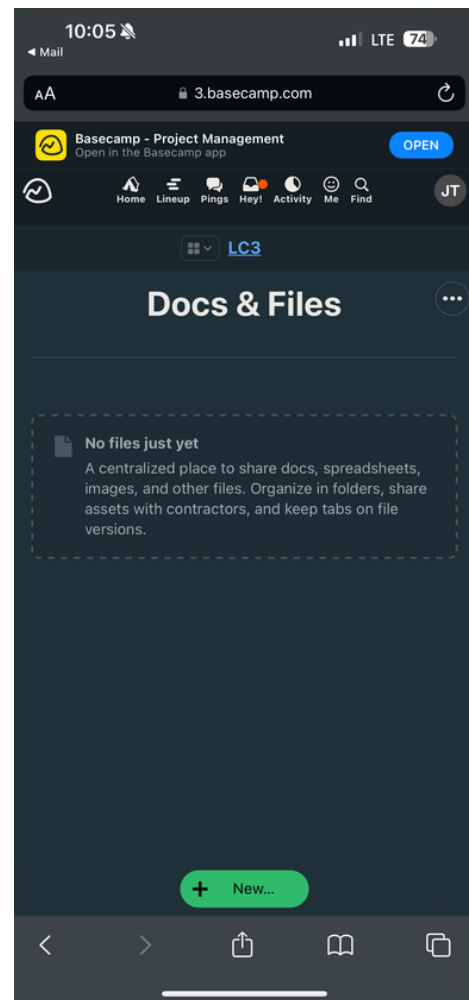 10:05
LTE 74
◄ Mail
AA 3.basecamp.com
Basecamp - Project Management
Open in the Basecamp app
OPEN
Home Lineup Pings Hey! Activity Me Find
JT
LC3
Docs & Files
No files just yet
A centralized place to share docs, spreadsheets,
images, and other files. Organize in folders, share
assets with contractors, and keep tabs on file
versions.
+ New...